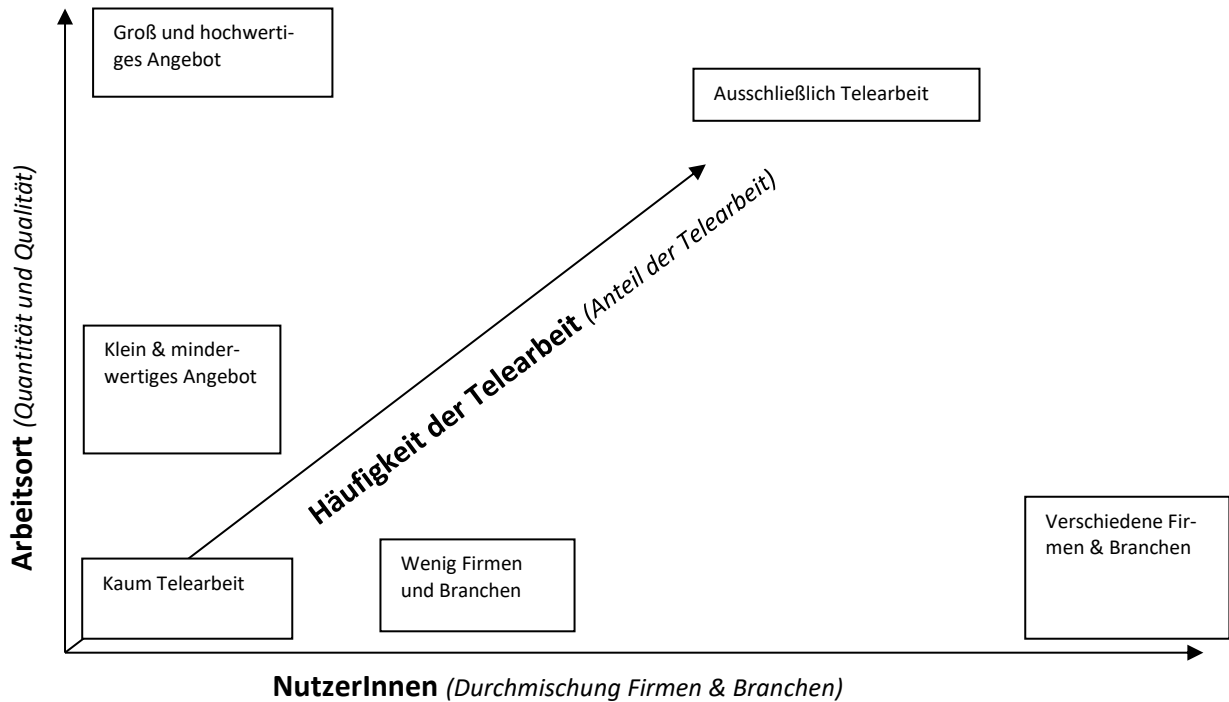 Groß und hochwerti-
ges Angebot
Ausschließlich Telearbeit
Arbeitsort (Quantität und Qualität)
Häufigkeit der Telearbeit (Anteil der Telearbeit)
Klein & minder-
wertiges Angebot
Kaum Telearbeit
Wenig Firmen
und Branchen
Verschiedene Fir-
men & Branchen
NutzerInnen (Durchmischung Firmen & Branchen)